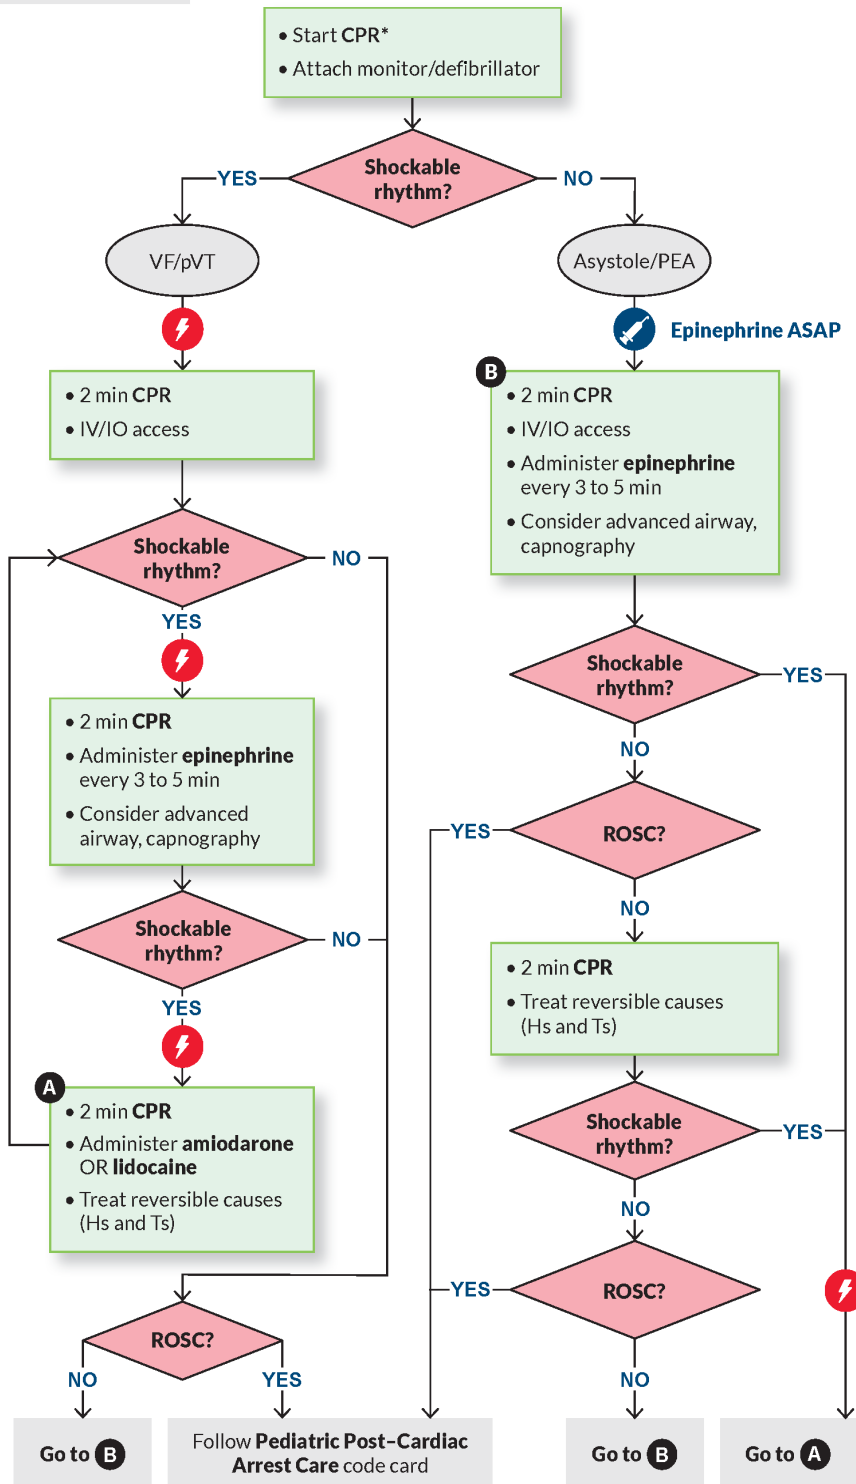 • Start CPR*
• Attach monitor/defibrillator
Shockable
rhythm?
YES
NO
VF/pVT
Asystole/PEA
Epinephrine ASAP
• 2 min CPR
• IV/IO access
B
• 2 min CPR
• IV/IO access
• Administer epinephrine
every 3 to 5 min
• Consider advanced airway,
capnography
Shockable
rhythm?
NO
YES
• 2 min CPR
• Administer epinephrine
every 3 to 5 min
• Consider advanced
airway, capnography
Shockable
rhythm?
NO
YES
A
• 2 min CPR
• Administer amiodarone
OR lidocaine
• Treat reversible causes
(Hs and Ts)
ROSC?
NO
YES
Shockable
rhythm?
YES
NO
ROSC?
YES
NO
• 2 min CPR
• Treat reversible causes
(Hs and Ts)
Shockable
rhythm?
YES
NO
ROSC?
YES
NO
Go to B
Follow Pediatric Post–Cardiac
Arrest Care code card
Go to B
Go to A